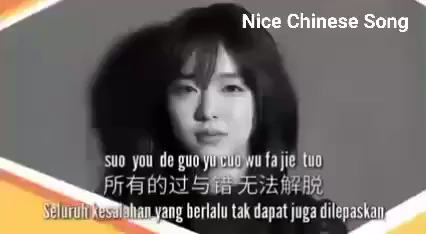 Nice Chinese Song
suo you de guo yu cuo wu fa jie tuo
所有的过与错 无法解脱
Seluruh kesalahan yang berlalu tak dapat juga dilepaskan